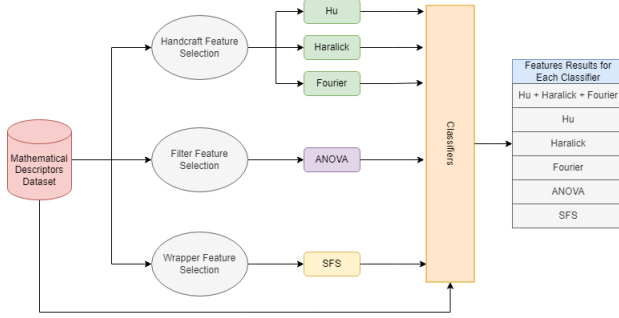 Mathematical
Descriptors
Dataset
Handcraft Feature
Selection
Filter Feature
Selection
Wrapper Feature
Selection
Hu
Haralick
Fourier
ANOVA
SFS
Classifiers
Features Results for
Each Classifier
Hu + Haralick + Fourier
Hu
Haralick
Fourier
ANOVA
SFS